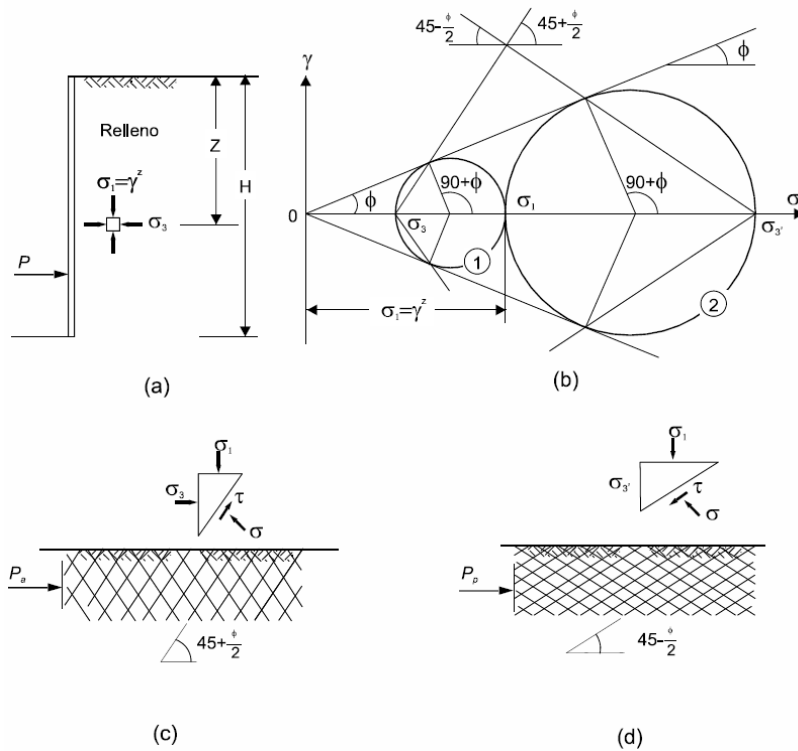 Relleno
σ₁=γᶻ
σ₃
Z
H
P
(a)
45-ϕ/2
45+ϕ/2
γ
ϕ
0
ϕ
σ₃
90+ϕ
σ₁
90+ϕ
σ
σ₃'
1
2
σ₁=γᶻ
(b)
σ₁
σ₃
τ
σ
Pₐ
45+ϕ/2
(c)
σ₁
σ₃'
τ
σ
Pₚ
45-ϕ/2
(d)